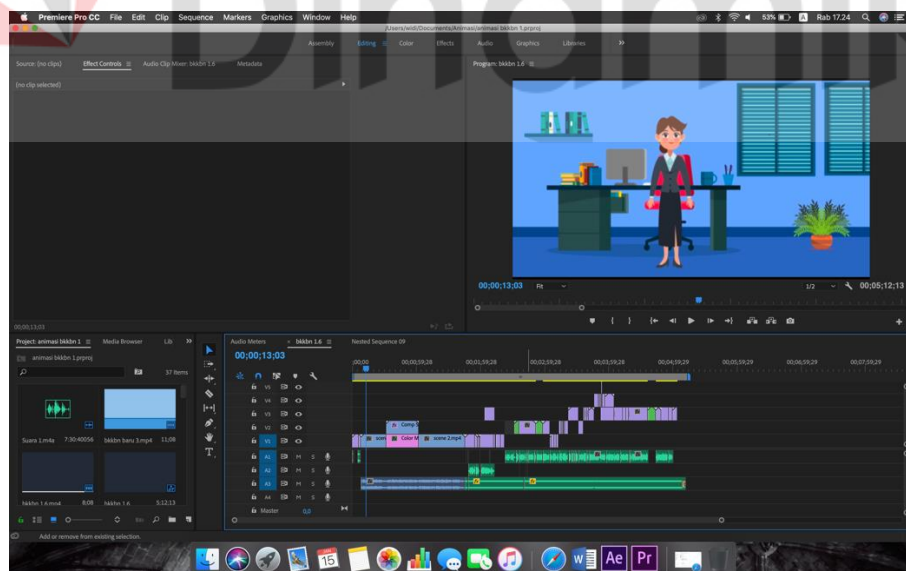 Premiere Pro CC File Edit Clip Sequence Markers Graphics Window Help 53% Rab 17.24
/Users/widi/Documents/Animasi/animasi bkkbn 1.prproj
Assembly Editing Color Effects Audio Graphics Libraries
Source: (no clips) Effect Controls Audio Clip Mixer: bkkbn 1.6 Metadata Program: bkkbn 1.6
(no clip selected)
00;00;13;03 Fit 1/2 00;05;12;13
00;00;13;03
Project: animasi bkkbn 1 Media Browser Lib Audio Meters × bkkbn 1.6 Nested Sequence 09
animasi bkkbn 1.prproj 00;00;13;03
;00;00 00;00;59;28 00;01;59;28 00;02;59;28 00;03;59;28 00;04;59;29 00;05;59;29 00;06;59;29 00;07;59;29
37 Items
V5
V4
V3
V2 Comp
V1 scen Color M scene 2.mp4
Suara 1.m4a 7:30:40056 bkkbn baru 3.mp4 11;08
A1 M S
A2 M S
A3 M S
A4 M S
bkkbn 1.6.mp4 8;08 bkkbn 1.6 5;12;13
Master 0,0
Add or remove from existing selection.
15 W Ae Pr